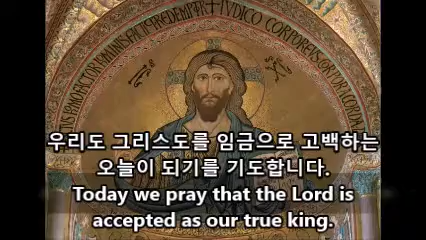 IVDICO CORPOREVS
우리도 그리스도를 임금으로 고백하는
오늘이 되기를 기도합니다.
Today we pray that the Lord is
accepted as our true king.